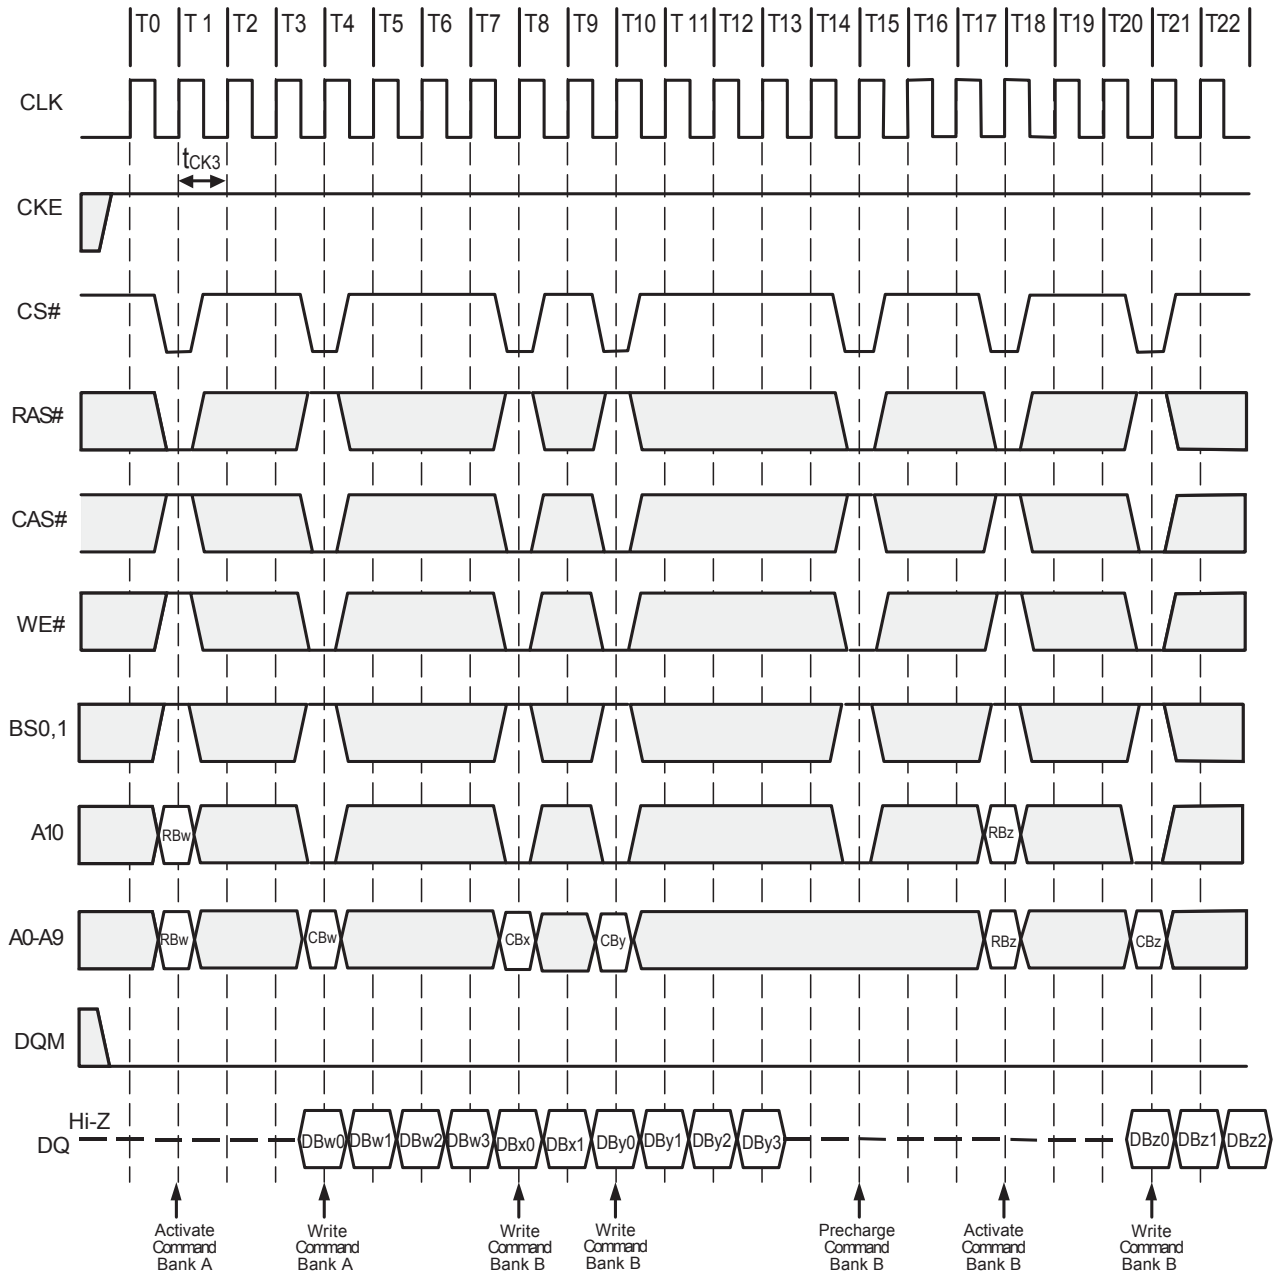 T0 T 1 T2 T3 T4 T5 T6 T7 T8 T9 T10 T 11 T12 T13 T14 T15 T16 T17 T18 T19 T20 T21 T22
CLK
tCK3
CKE
CS#
RAS#
CAS#
WE#
BS0,1
A10
RBw
RBz
A0-A9
RBw
CBw
CBx
CBy
RBz
CBz
DQM
Hi-Z
DQ
DBw0
DBw1
DBw2
DBw3
DBx0
DBx1
DBy0
DBy1
DBy2
DBy3
DBz0
DBz1
DBz2
Activate
Command
Bank A
Write
Command
Bank A
Write
Command
Bank B
Write
Command
Bank B
Precharge
Command
Bank B
Activate
Command
Bank B
Write
Command
Bank B